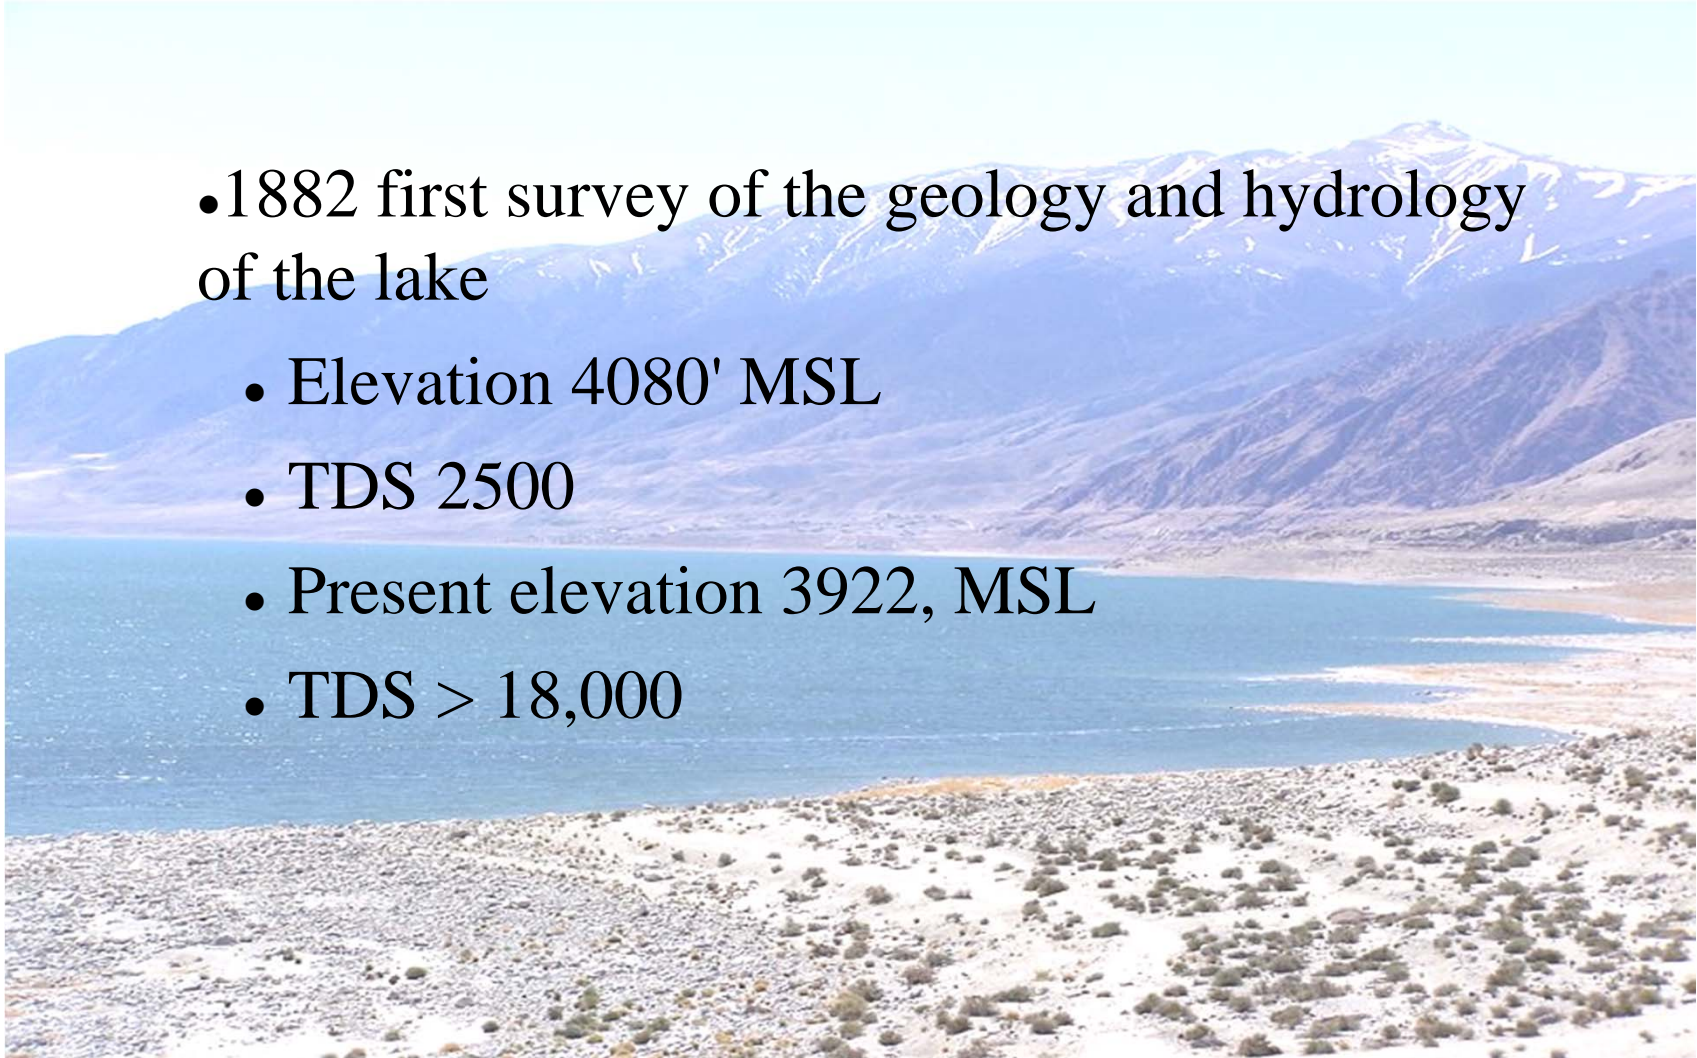 •1882 first survey of the geology and hydrology
of the lake
• Elevation 4080' MSL
• TDS 2500
• Present elevation 3922, MSL
• TDS > 18,000